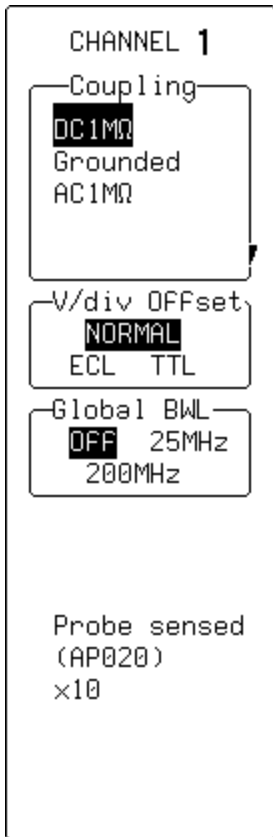 CHANNEL 1
Coupling
DC1MΩ
Grounded
AC1MΩ
V/div OFFset
NORMAL
ECL TTL
Global BWL
OFF 25MHz
200MHz
Probe sensed
(AP020)
×10